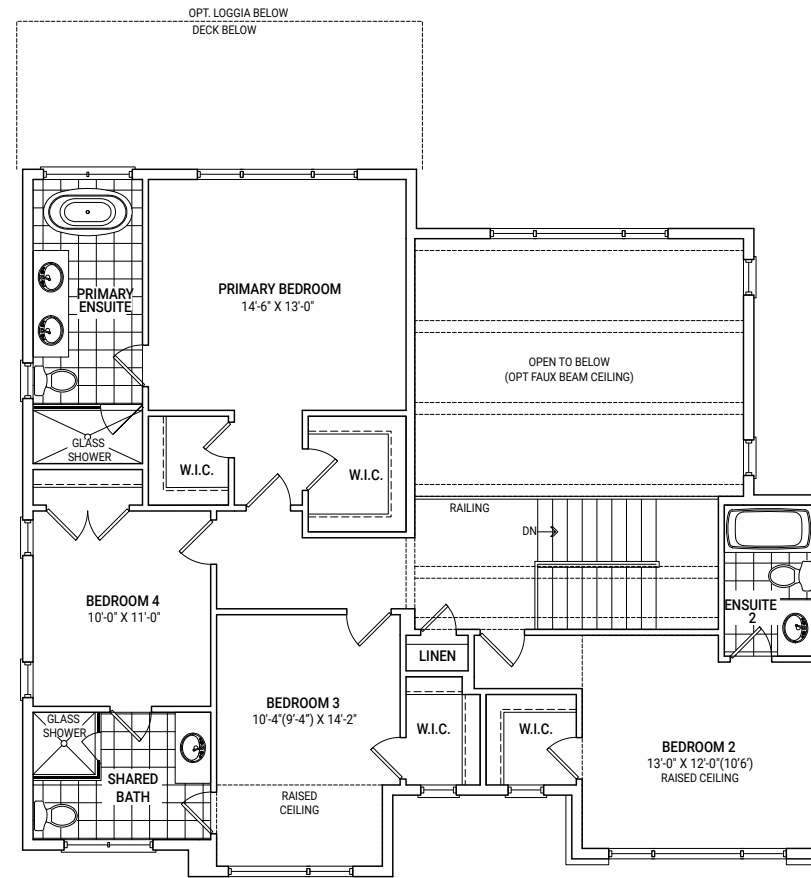 OPT. LOGGIA BELOW
DECK BELOW
PRIMARY
ENSUITE
PRIMARY BEDROOM
14'-6" X 13'-0"
OPEN TO BELOW
(OPT FAUX BEAM CEILING)
GLASS
SHOWER
W.I.C.
W.I.C.
RAILING
DN
BEDROOM 4
10'-0" X 11'-0"
ENSUITE
2
LINEN
BEDROOM 3
10'-4"(9'-4") X 14'-2"
GLASS
SHOWER
W.I.C.
W.I.C.
BEDROOM 2
13'-0" X 12'-0"(10'6')
RAISED CEILING
SHARED
BATH
RAISED
CEILING